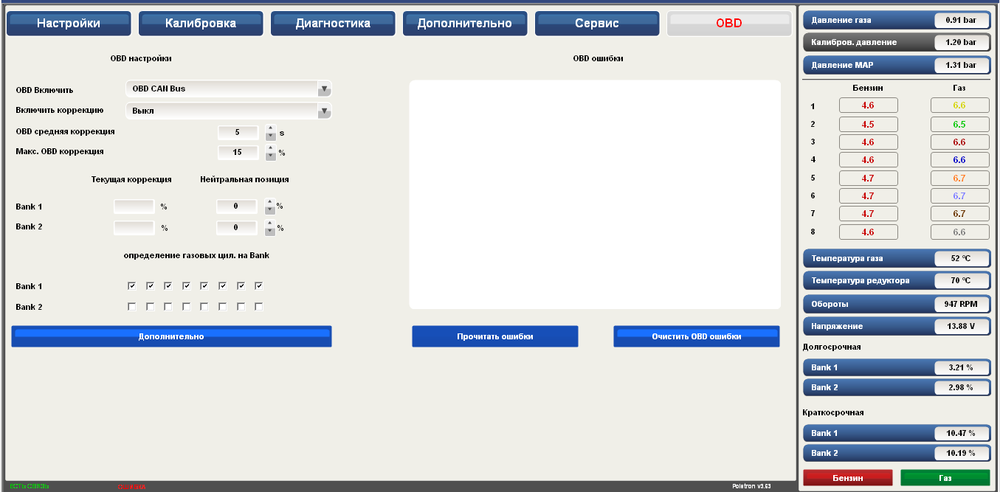 Настройки Калибровка Диагностика Дополнительно Сервис OBD
OBD настройки
OBD Включить OBD CAN Bus
Включить коррекцию Выкл
OBD средняя коррекция 5 s
Макс. OBD коррекция 15 %
Текущая коррекция Нейтральная позиция
Bank 1 % 0 %
Bank 2 % 0 %
определение газовых цил. на Bank
Bank 1
Bank 2
Дополнительно
OBD ошибки
Прочитать ошибки Очистить OBD ошибки
Давление газа 0.91 bar
Калибров. давление 1.20 bar
Давление MAP 1.31 bar
Бензин Газ
1 4.6 6.6
2 4.5 6.5
3 4.6 6.6
4 4.6 6.6
5 4.7 6.7
6 4.7 6.7
7 4.7 6.7
8 4.6 6.6
Температура газа 52 °C
Температура редуктора 70 °C
Обороты 947 RPM
Напряжение 13.88 V
Долгосрочная
Bank 1 3.21 %
Bank 2 2.98 %
Краткосрочная
Bank 1 10.47 %
Bank 2 10.19 %
Бензин Газ
ЕСТЬ СВЯЗЬ
Poletron v3.63